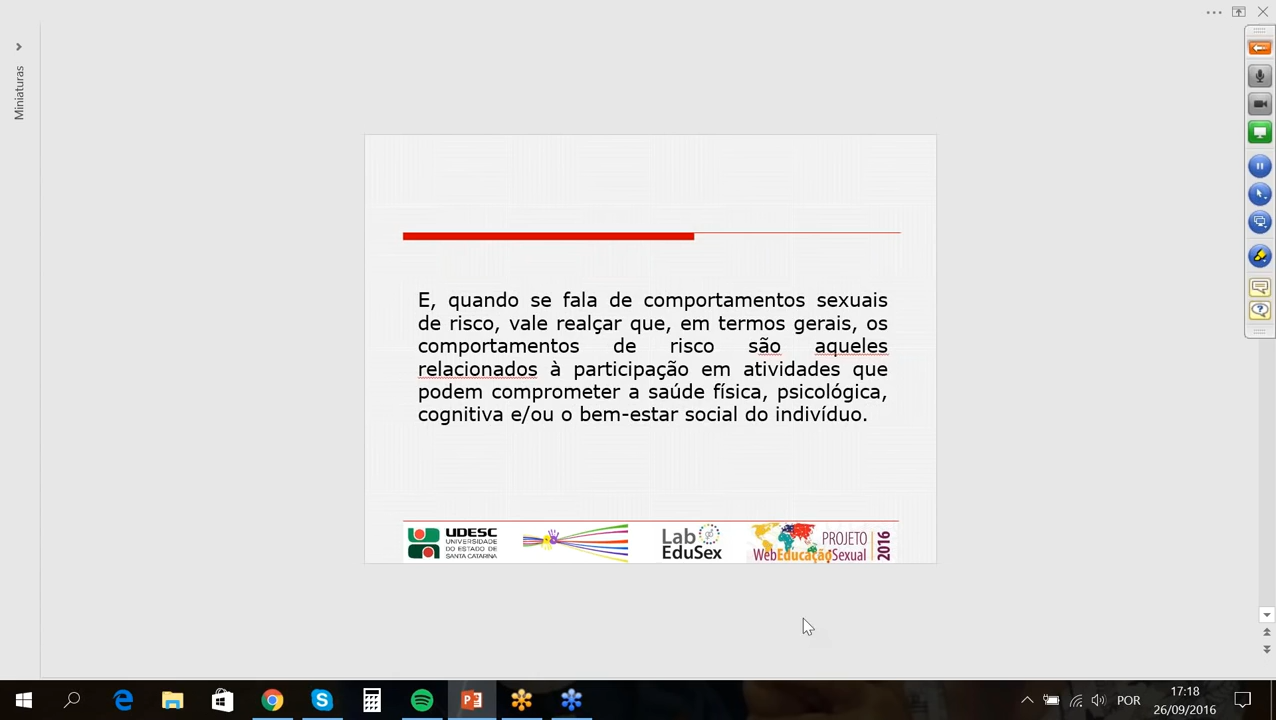 Miniaturas
E, quando se fala de comportamentos sexuais
de risco, vale realçar que, em termos gerais, os
comportamentos de risco são aqueles
relacionados à participação em atividades que
podem comprometer a saúde física, psicológica,
cognitiva e/ou o bem-estar social do indivíduo.
UDESC
UNIVERSIDADE
DO ESTADO DE
SANTA CATARINA
Lab
EduSex
PROJETO
WebEducaçãoSexual
2016
POR
17:18
26/09/2016